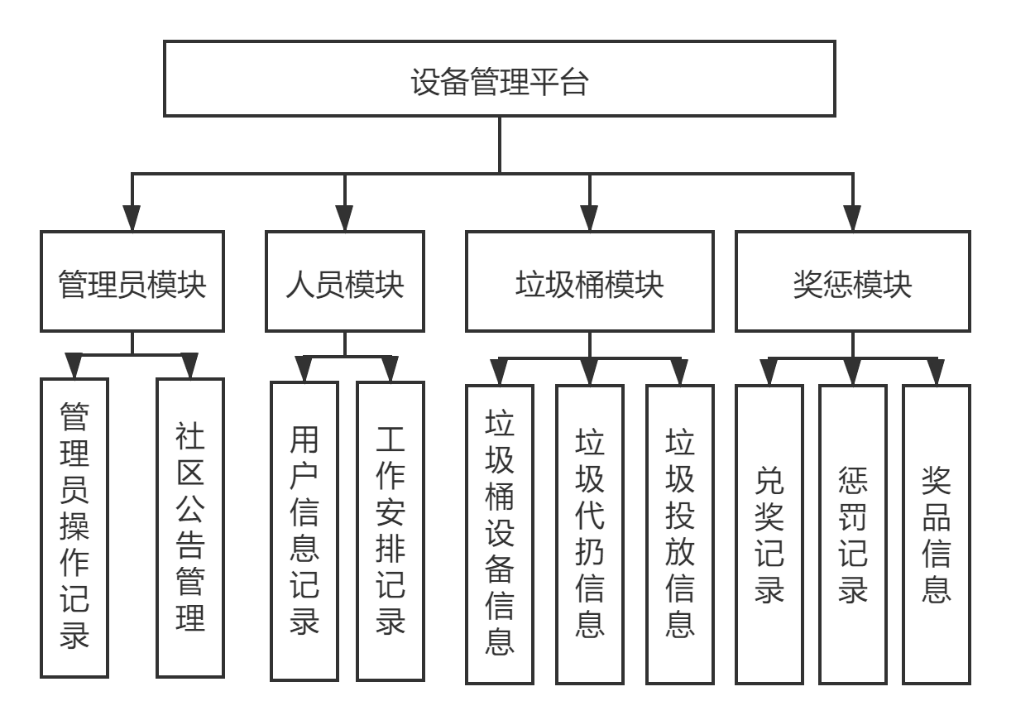 设备管理平台
管理员模块
人员模块
垃圾桶模块
奖惩模块
管理员操作记录
社区公告管理
用户信息记录
工作安排记录
垃圾桶设备信息
垃圾代扔信息
垃圾投放信息
兑奖记录
惩罚记录
奖品信息